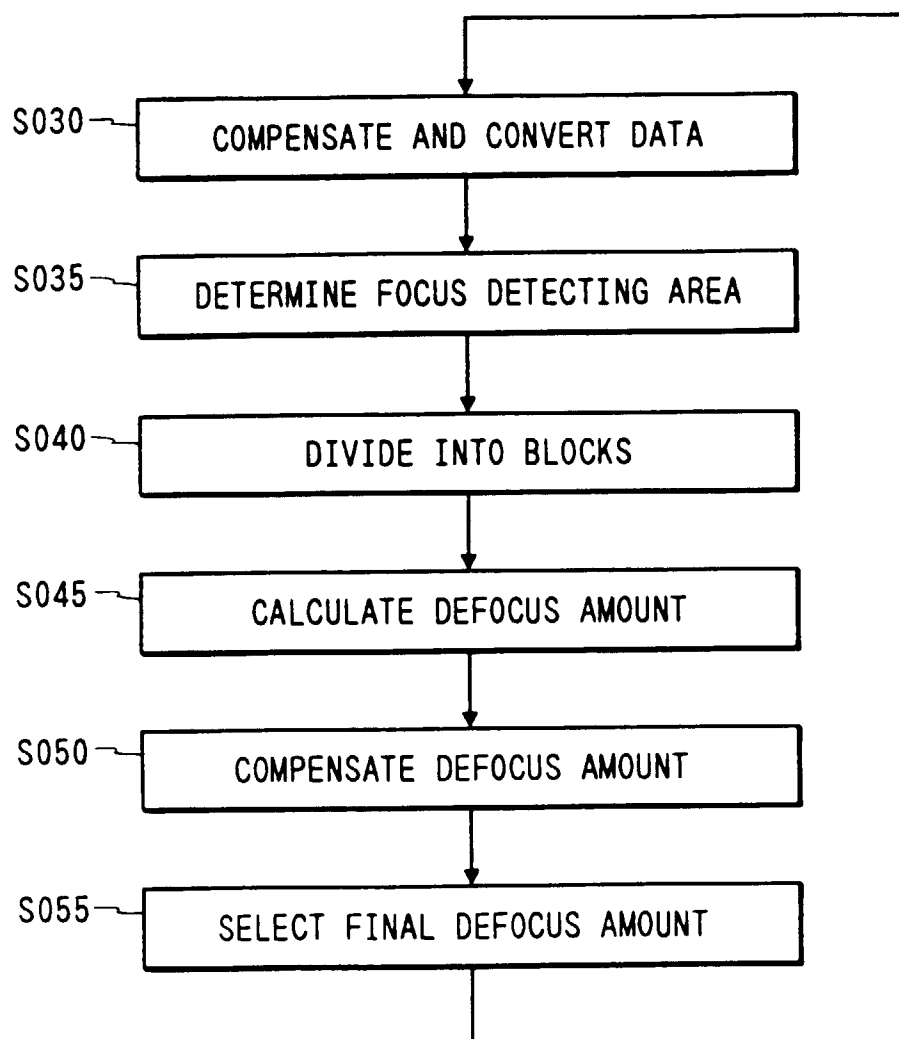 S030 COMPENSATE AND CONVERT DATA
S035 DETERMINE FOCUS DETECTING AREA
S040 DIVIDE INTO BLOCKS
S045 CALCULATE DEFOCUS AMOUNT
S050 COMPENSATE DEFOCUS AMOUNT
S055 SELECT FINAL DEFOCUS AMOUNT